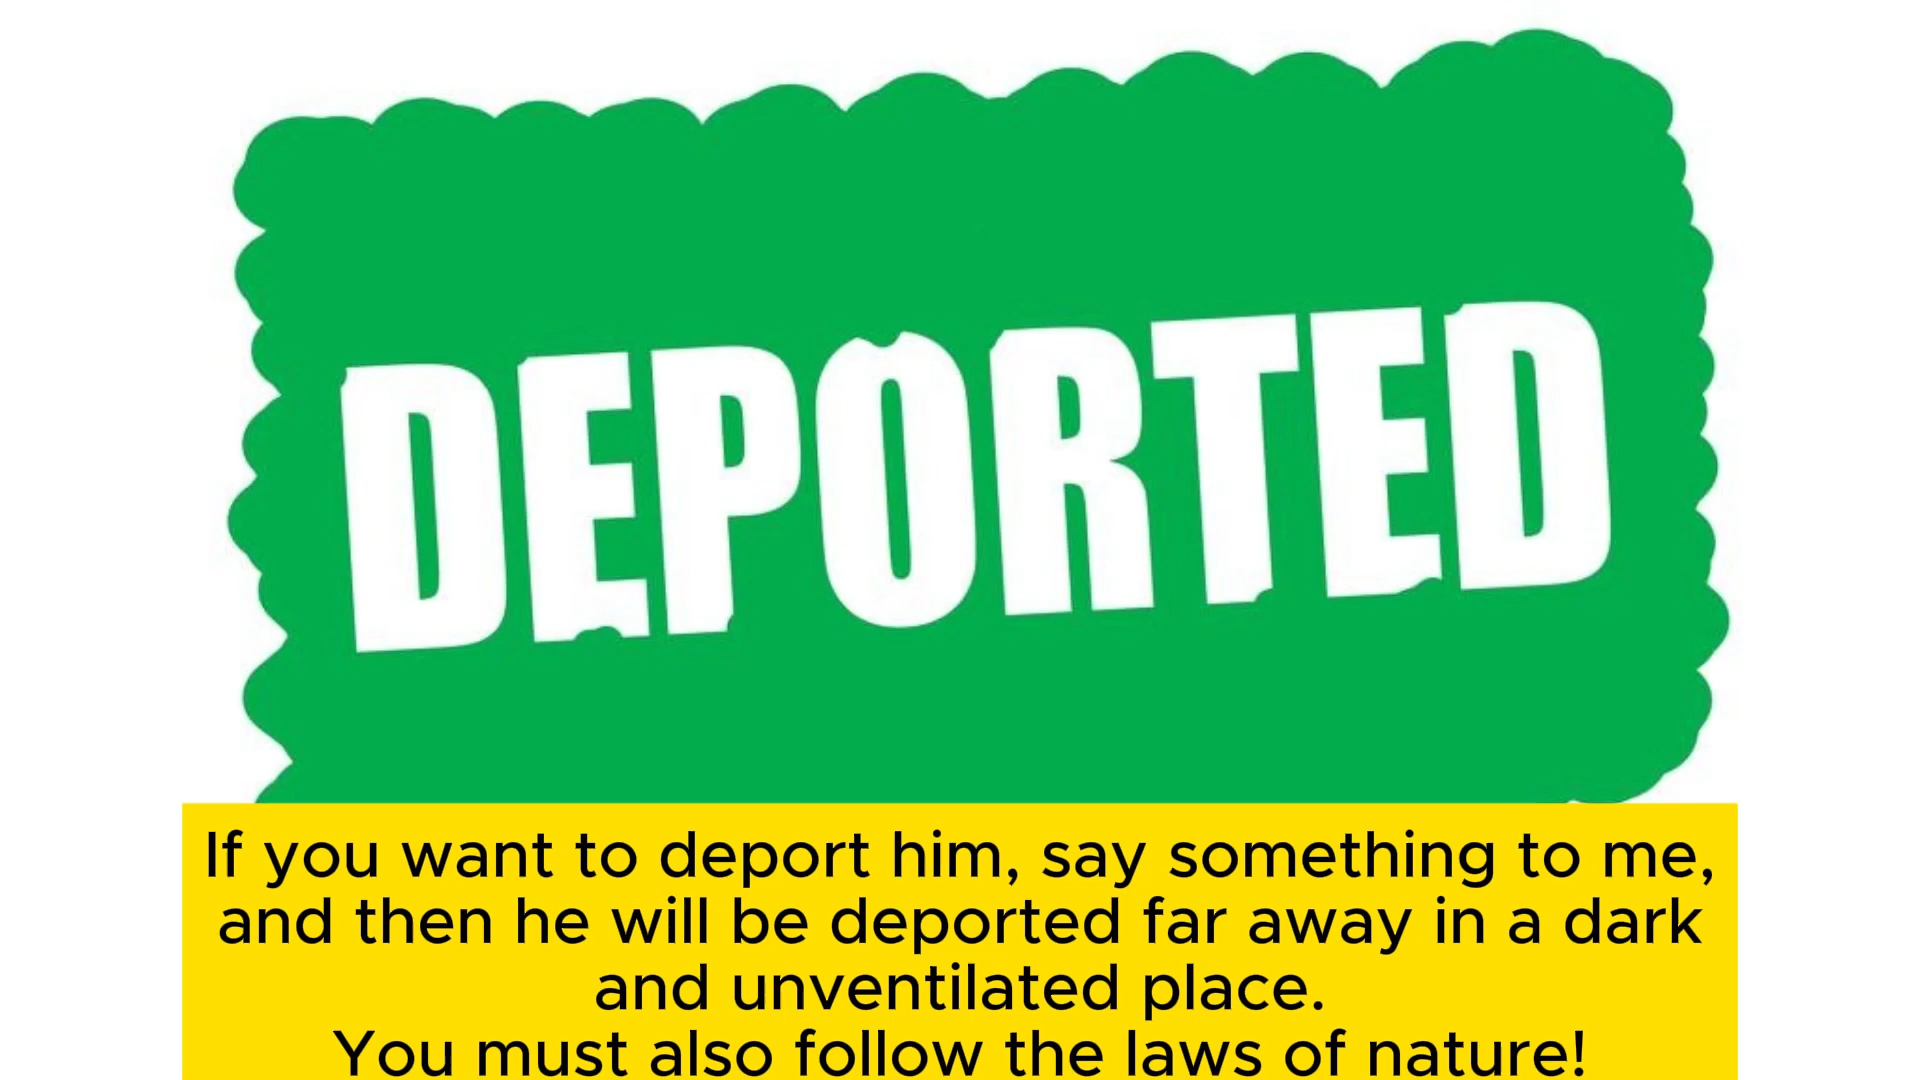 DEPORTED
If you want to deport him, say something to me,
and then he will be deported far away in a dark
and unventilated place.
You must also follow the laws of nature!